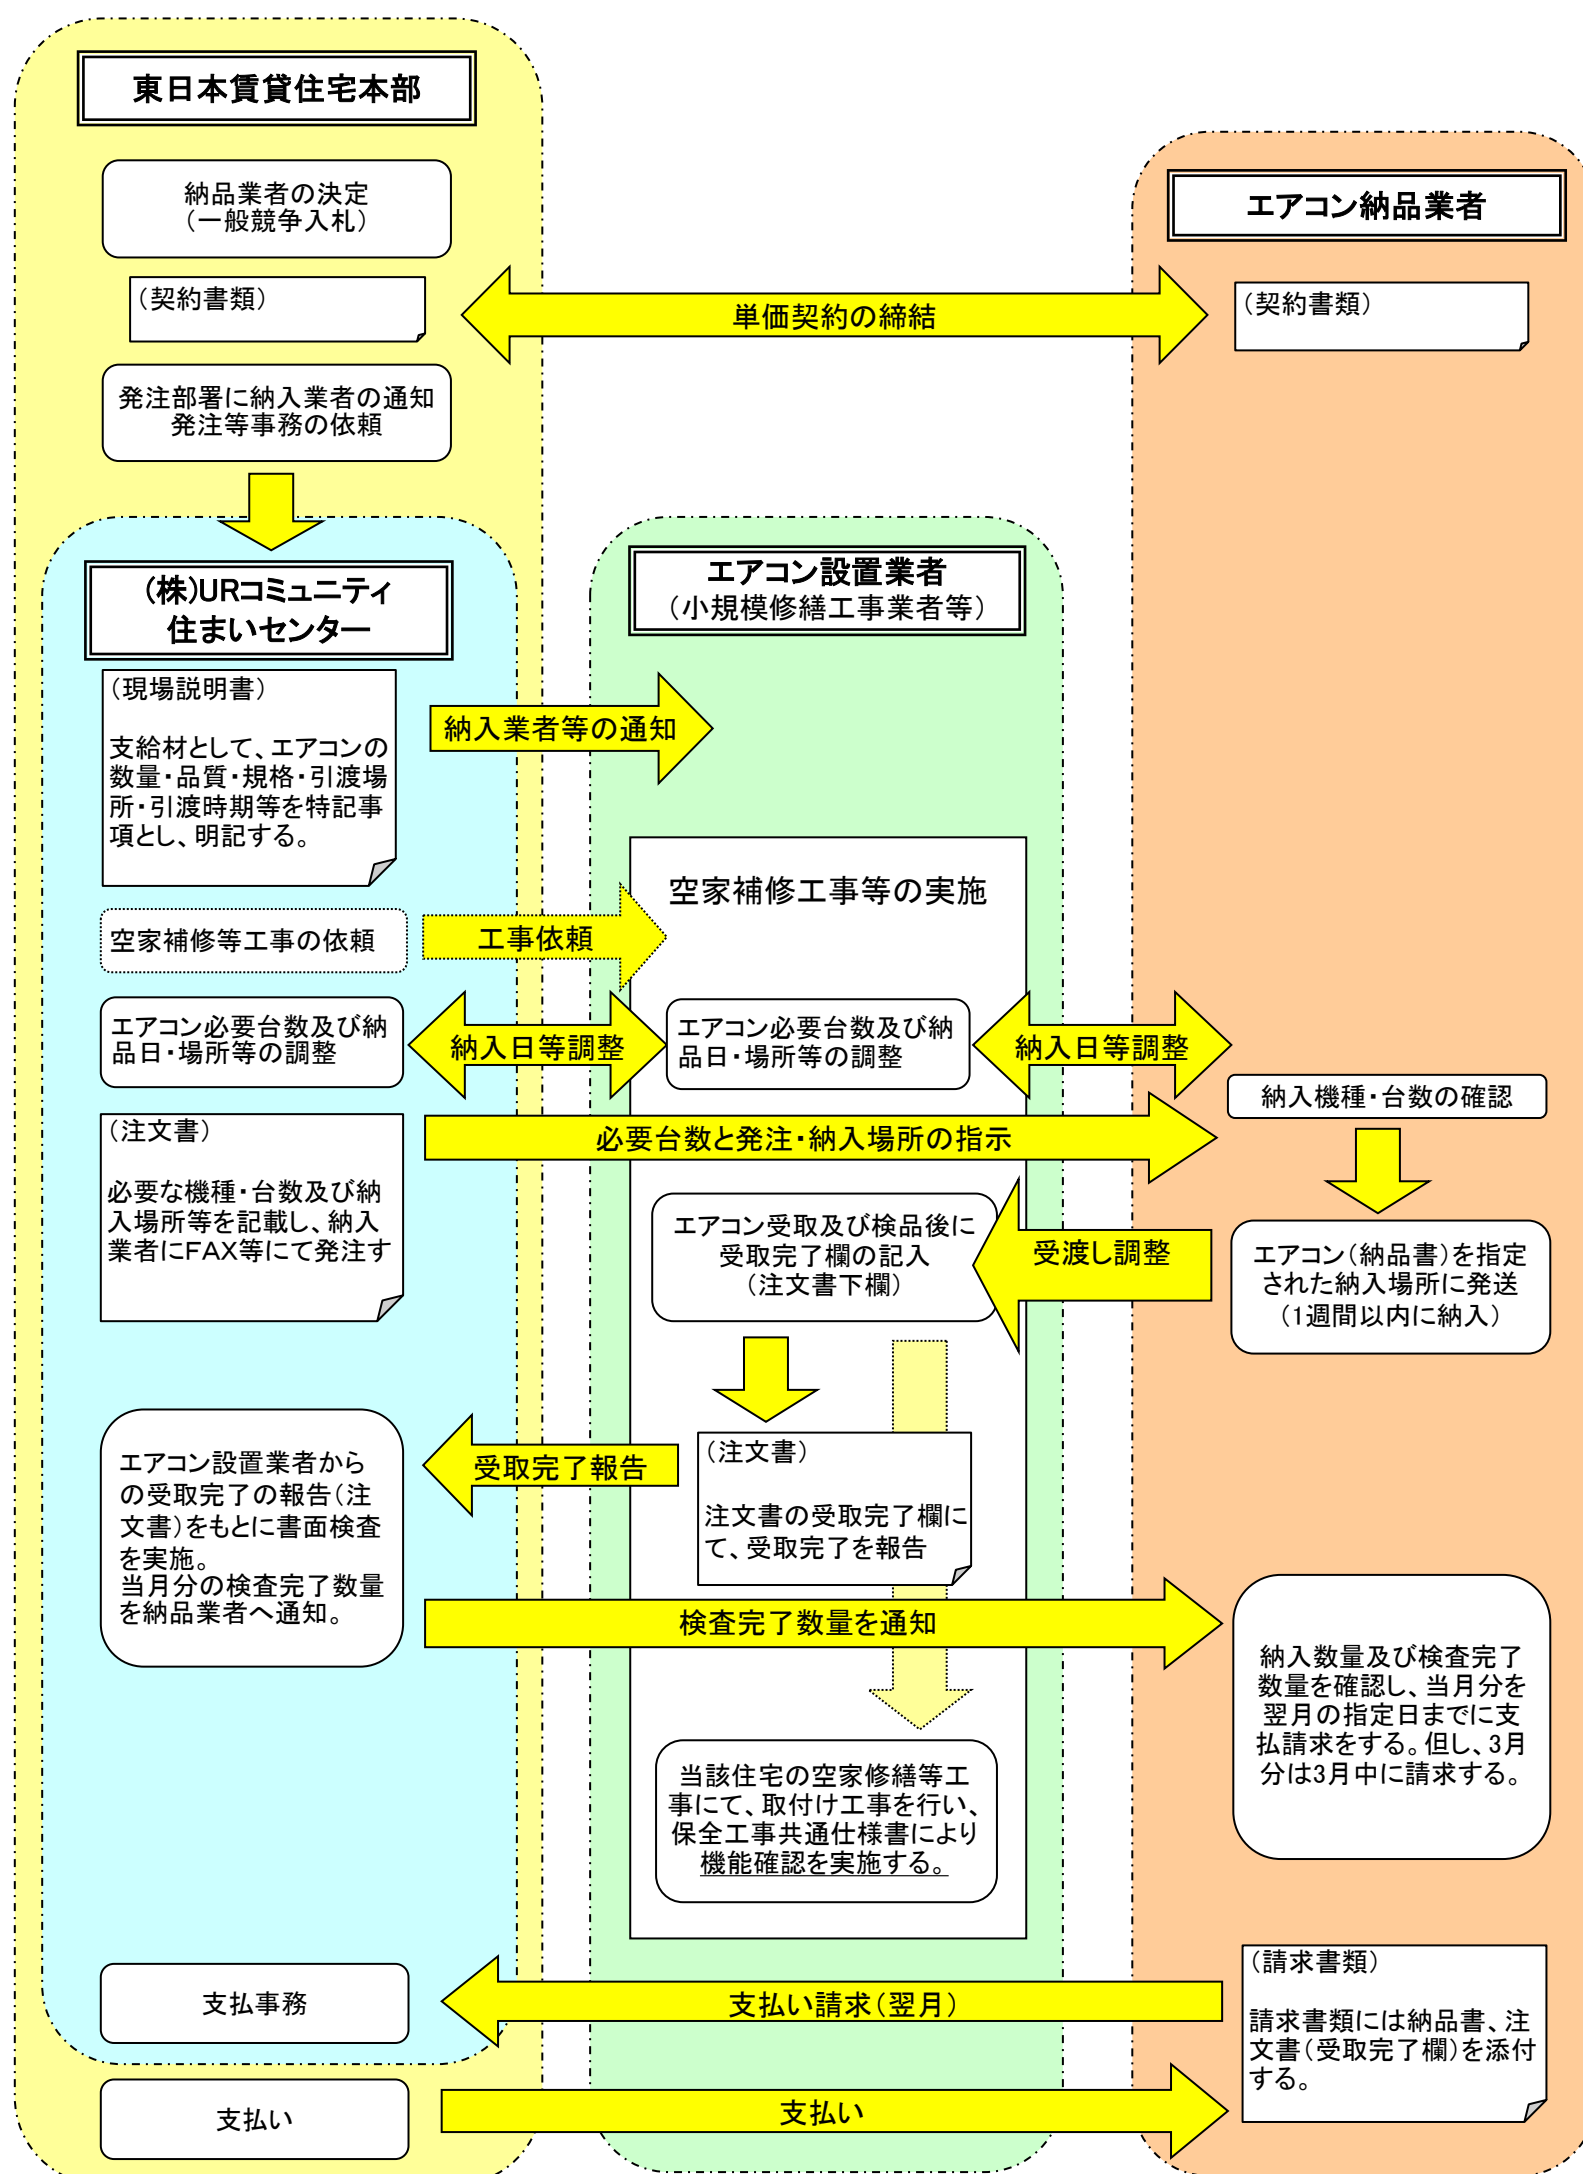 東日本賃貸住宅本部
納品業者の決定
（一般競争入札）
エアコン納品業者
（契約書類）
単価契約の締結
（契約書類）
発注部署に納入業者の通知
発注等事務の依頼
（株）URコミュニティ
住まいセンター
エアコン設置業者
（小規模修繕工事業者等）
（現場説明書）
支給材として、エアコンの
数量・品質・規格・引渡場
所・引渡時期等を特記事
項とし、明記する。
納入業者等の通知
空家補修工事等の実施
空家補修等工事の依頼
工事依頼
エアコン必要台数及び納
品日・場所等の調整
納入日等調整
エアコン必要台数及び納
品日・場所等の調整
納入日等調整
納入機種・台数の確認
（注文書）
必要な機種・台数及び納
入場所等を記載し、納入
業者にFAX等にて発注す
必要台数と発注・納入場所の指示
エアコン受取及び検品後に
受取完了欄の記入
（注文書下欄）
受渡し調整
エアコン（納品書）を指定
された納入場所に発送
（1週間以内に納入）
エアコン設置業者から
の受取完了の報告（注
文書）をもとに書面検査
を実施。
当月分の検査完了数量
を納品業者へ通知。
受取完了報告
（注文書）
注文書の受取完了欄に
て、受取完了を報告
検査完了数量を通知
納入数量及び検査完了
数量を確認し、当月分を
翌月の指定日までに支
払請求をする。但し、3月
分は3月中に請求する。
当該住宅の空家修繕等工
事にて、取付け工事を行い、
保全工事共通仕様書により
機能確認を実施する。
支払事務
支払い請求（翌月）
（請求書類）
請求書類には納品書、注
文書（受取完了欄）を添付
する。
支払い
支払い